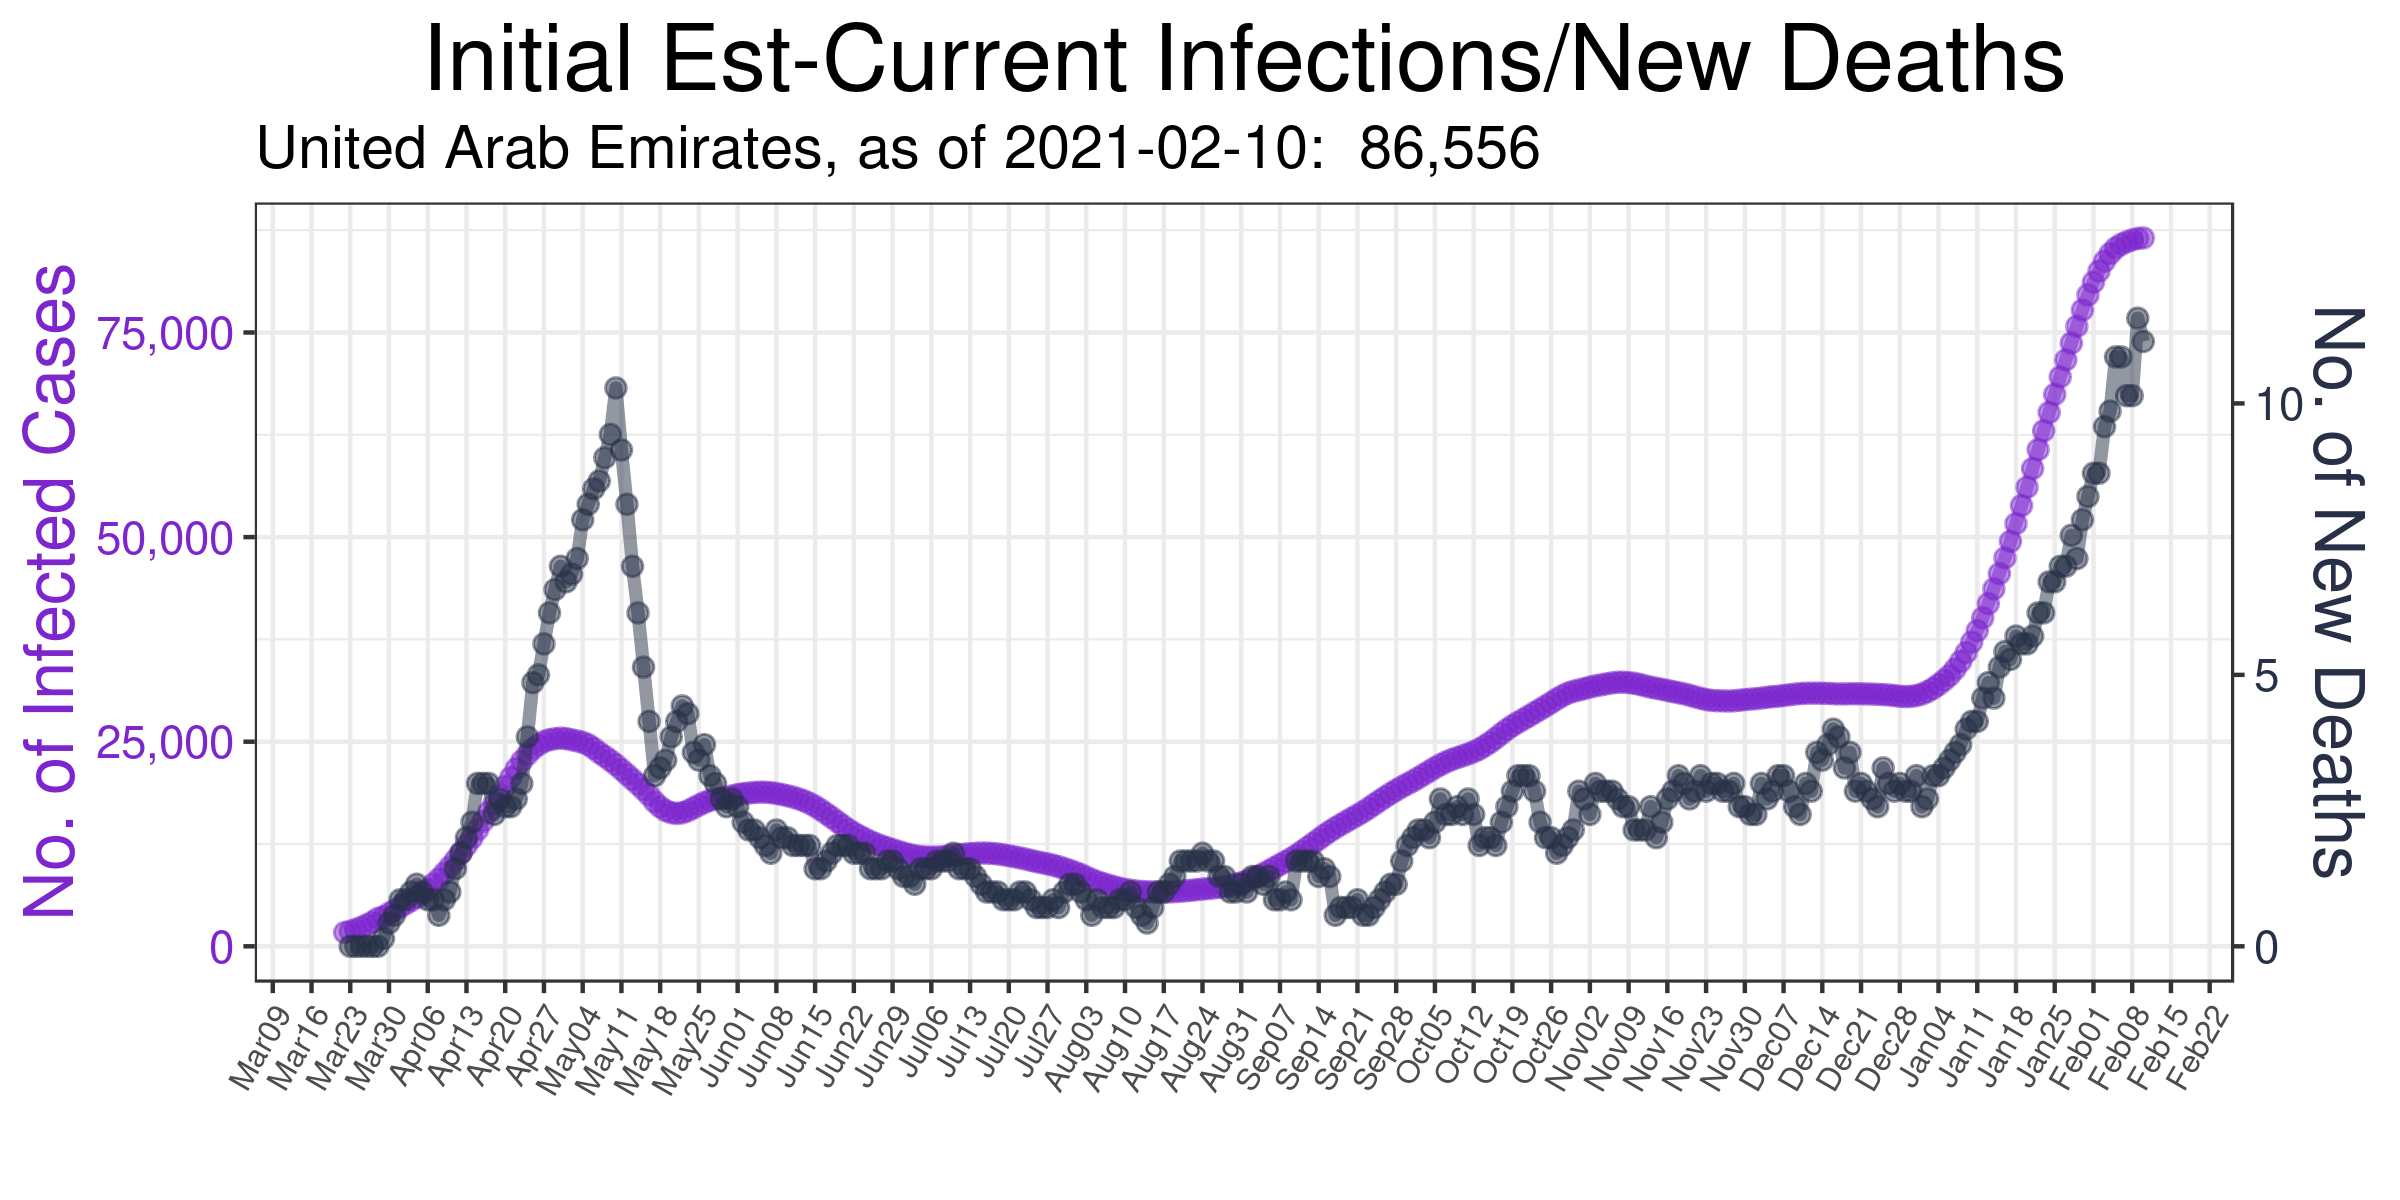 Initial Est-Current Infections/New Deaths
United Arab Emirates, as of 2021-02-10:  86,556
No. of Infected Cases
75,000
50,000
25,000
0
No. of New Deaths
10
5
0
Mar09
Mar16
Mar23
Mar30
Apr06
Apr13
Apr20
Apr27
May04
May11
May18
May25
Jun01
Jun08
Jun15
Jun22
Jun29
Jul06
Jul13
Jul20
Jul27
Aug03
Aug10
Aug17
Aug24
Aug31
Sep07
Sep14
Sep21
Sep28
Oct05
Oct12
Oct19
Oct26
Nov02
Nov09
Nov16
Nov23
Nov30
Dec07
Dec14
Dec21
Dec28
Dec04
Jan11
Jan18
Jan25
Feb01
Feb08
Feb15
Feb22